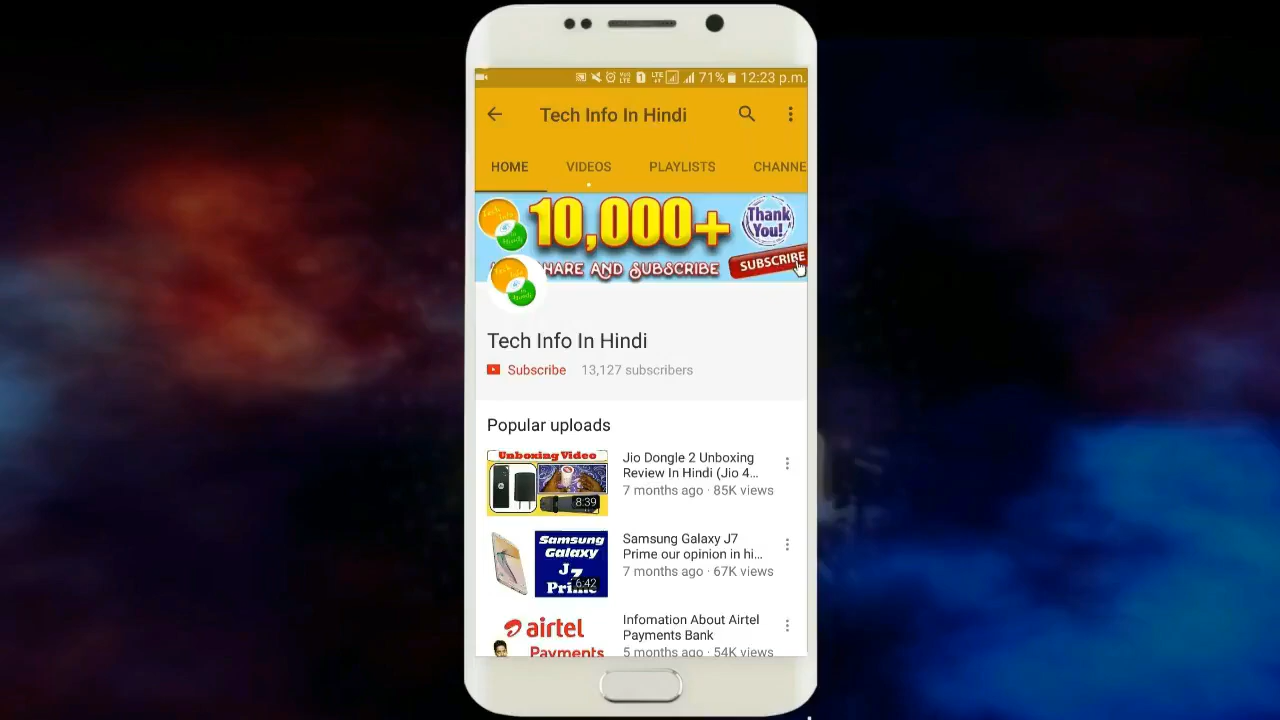 71% 12:23 p.m.
Tech Info In Hindi
HOME VIDEOS PLAYLISTS CHANNE
10,000+
Thank You!
SHARE AND SUBSCRIBE
SUBSCRIBE
Tech Info In Hindi
Subscribe 13,127 subscribers
Popular uploads
Unboxing Video
8:39
Jio Dongle 2 Unboxing
Review In Hindi (Jio 4...
7 months ago · 85K views
Samsung
Galaxy
J7
Prime
6:42
Samsung Galaxy J7
Prime our opinion in hi...
7 months ago · 67K views
airtel
Payments
Infomation About Airtel
Payments Bank
5 months ago · 54K views